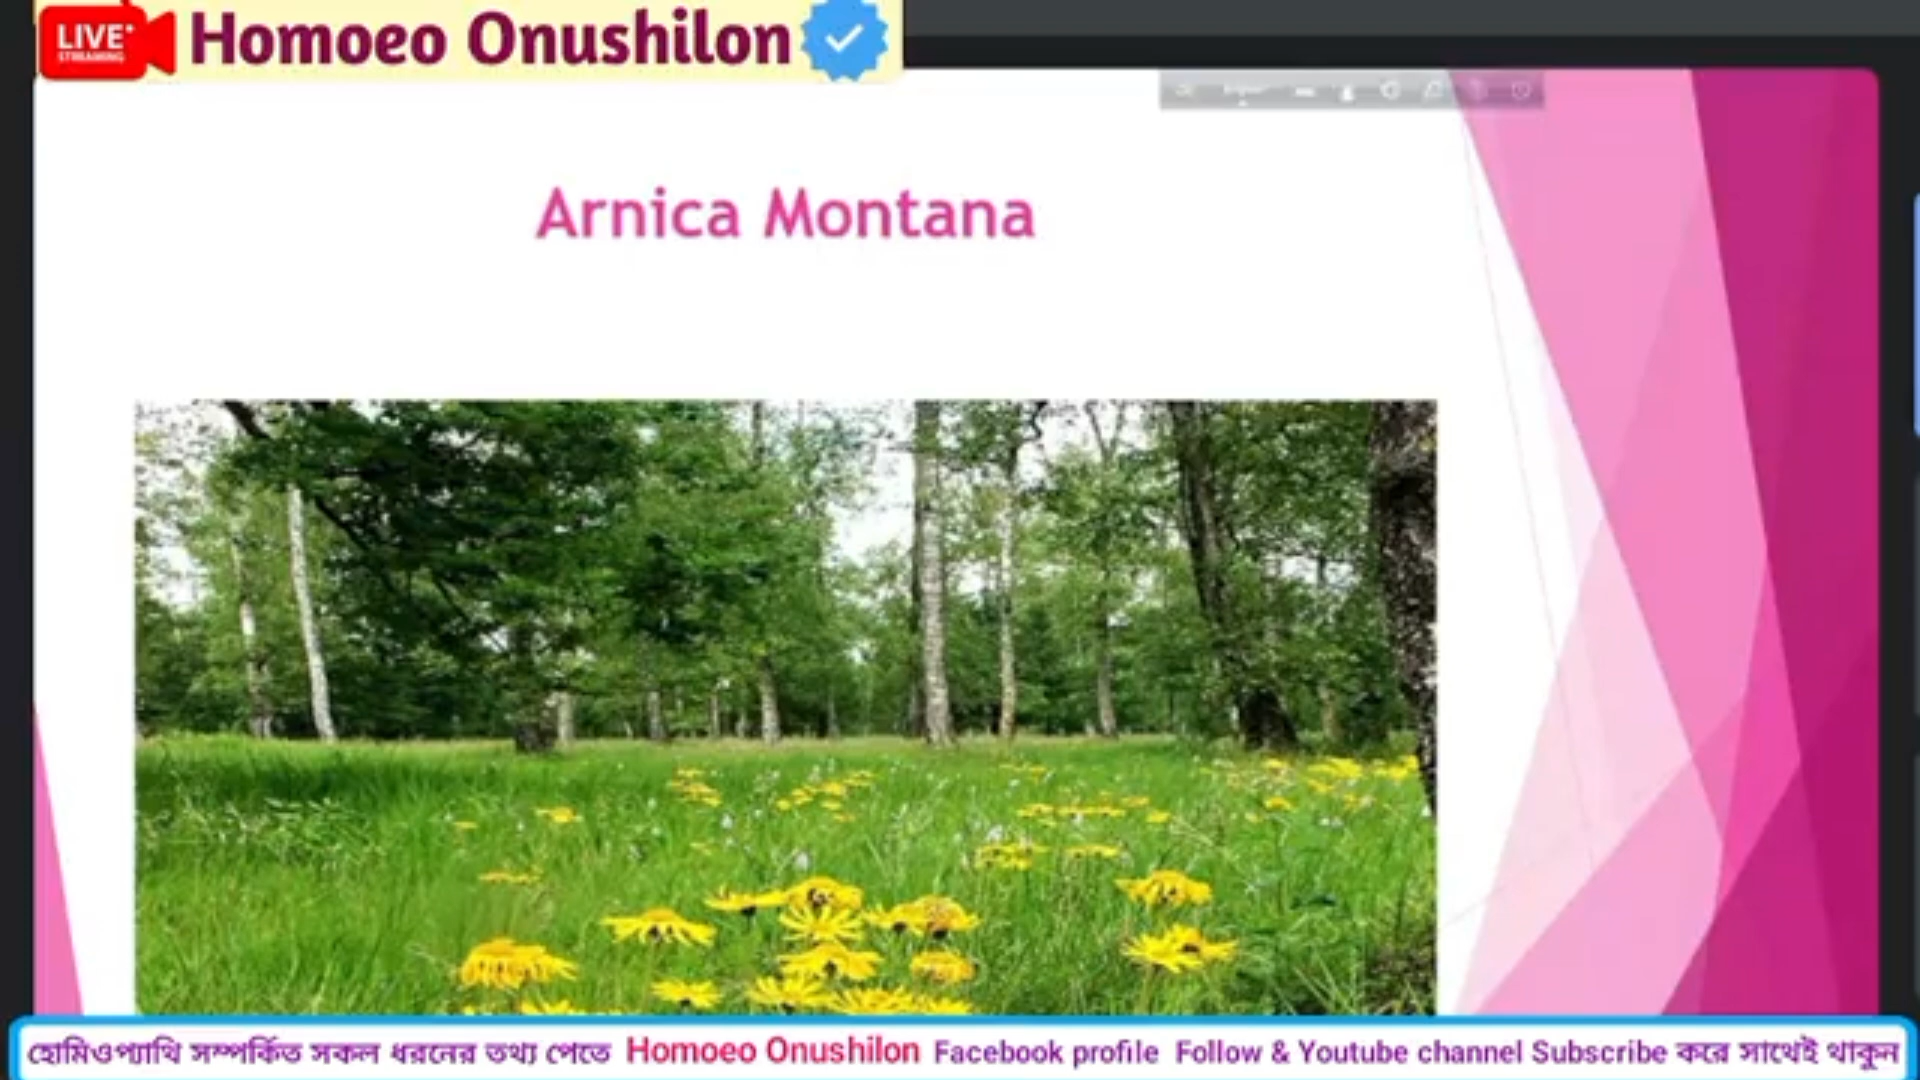 LIVE
STREAMING
Homoeo Onushilon
Arnica Montana
হোমিওপ্যাথি সম্পর্কিত সকল ধরনের তথ্য পেতে Homoeo Onushilon Facebook profile Follow & Youtube channel Subscribe করে সাথেই থাকুন